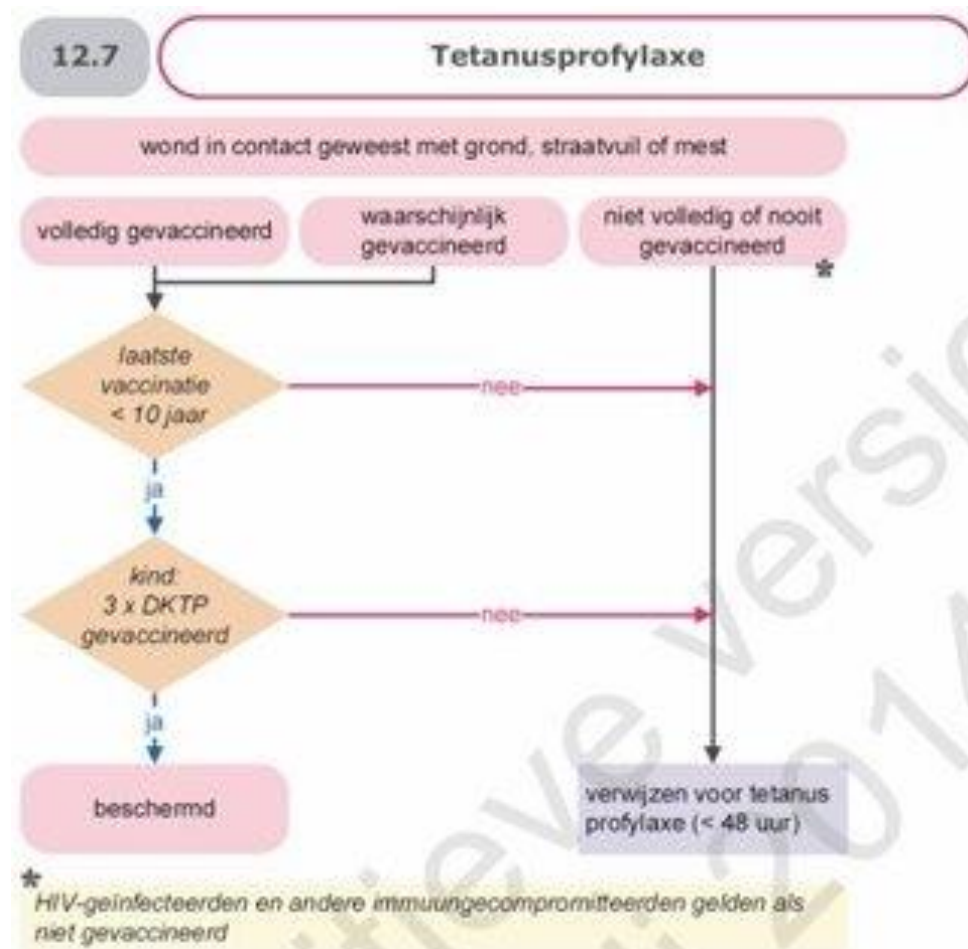 12.7
Tetanusprofylaxe
wond in contact geweest met grond, straatvuil of mest
volledig gevaccineerd
waarschijnlijk
gevaccineerd
niet volledig of nooit
gevaccineerd
*
laatste
vaccinatie
< 10 jaar
nee
ja
kind:
3 x DKTP
gevaccineerd
nee
ja
beschermd
verwijzen voor tetanus
profylaxe (< 48 uur)
*
HIV-geïnfecteerden en andere immuungecompromitteerden gelden als
niet gevaccineerd
versie